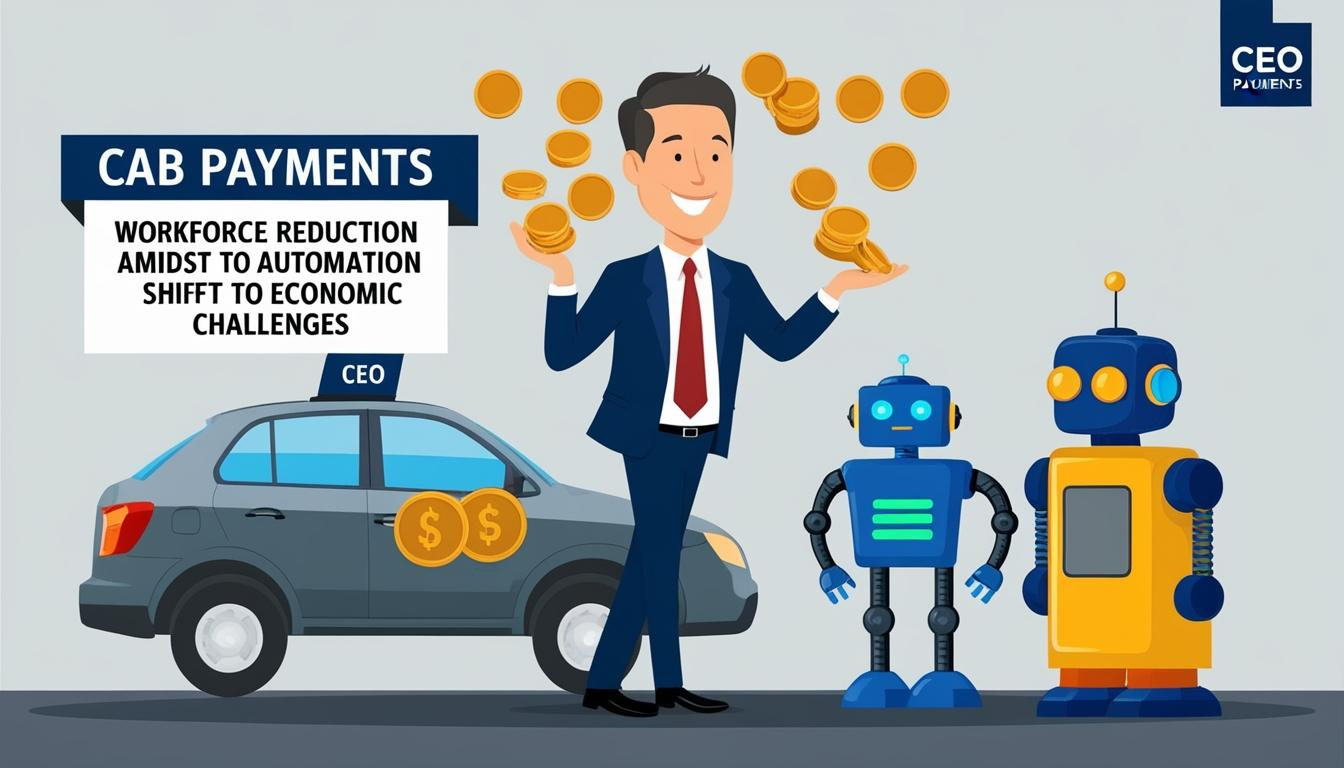 CEO
CAB PAYMENTS
WORKFORCE REDUCTION
AMIDST TO AUTOMATION
SHIFFT TO ECONOMIC
CHALLENGES
CEO
$ $